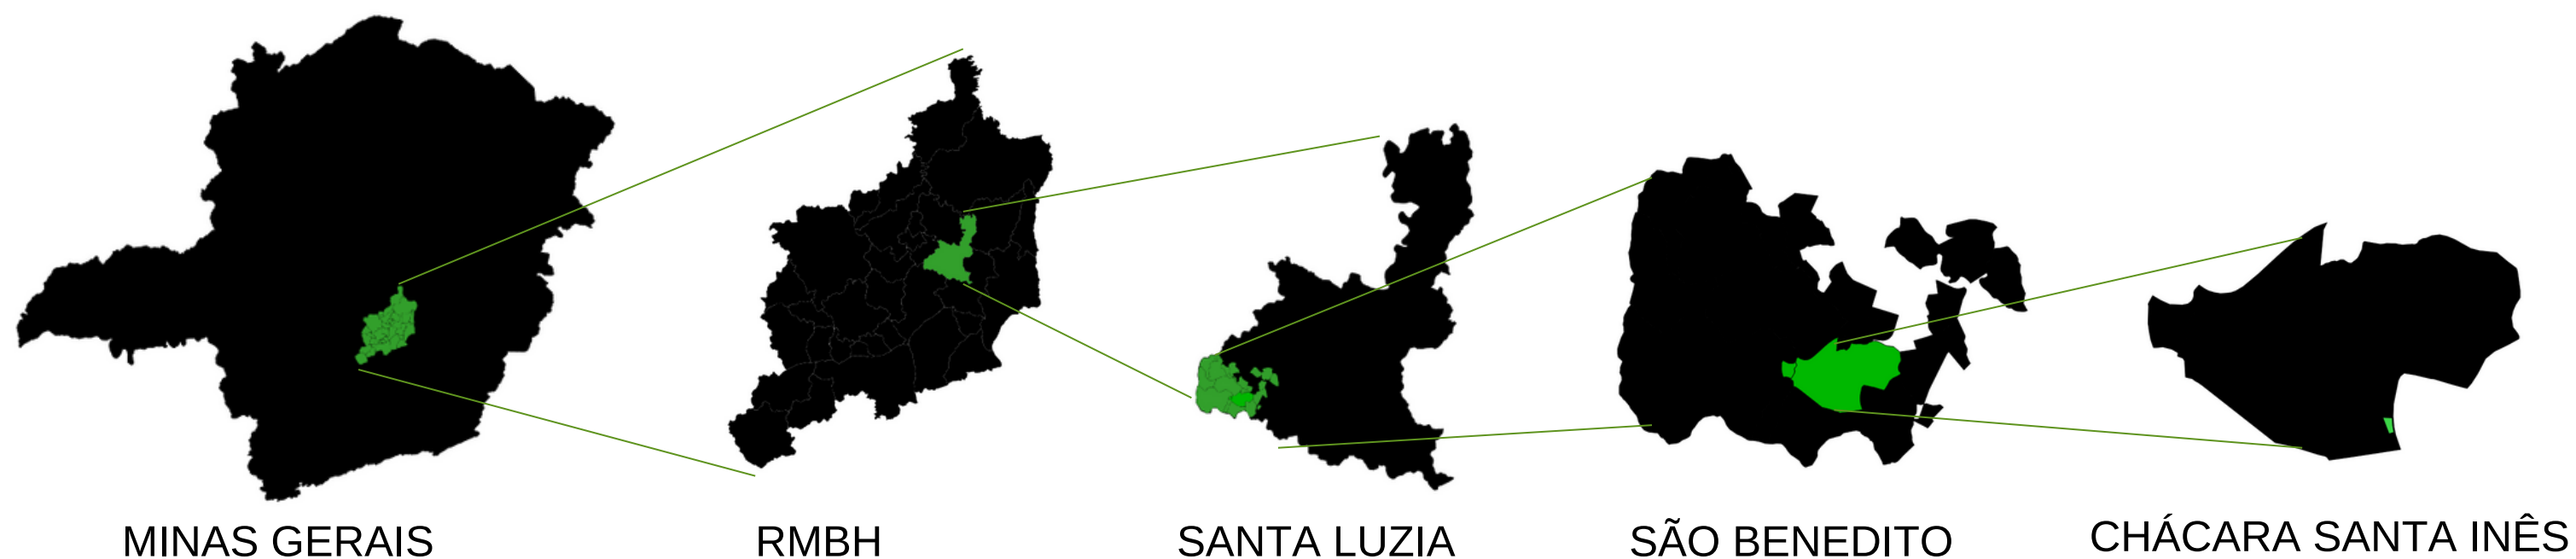 MINAS GERAIS
RMBH
SANTA LUZIA
SÃO BENEDITO
CHÁCARA SANTA INÊS